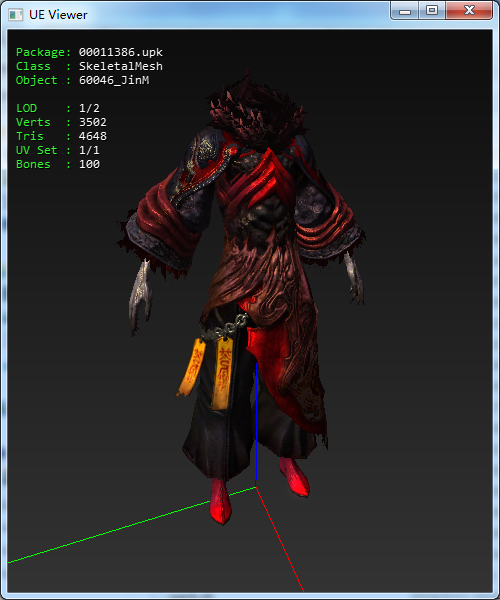 UE Viewer
Package: 00011386.upk
Class : SkeletalMesh
Object : 60046_JinM
LOD : 1/2
Verts : 3502
Tris : 4648
UV Set : 1/1
Bones : 100